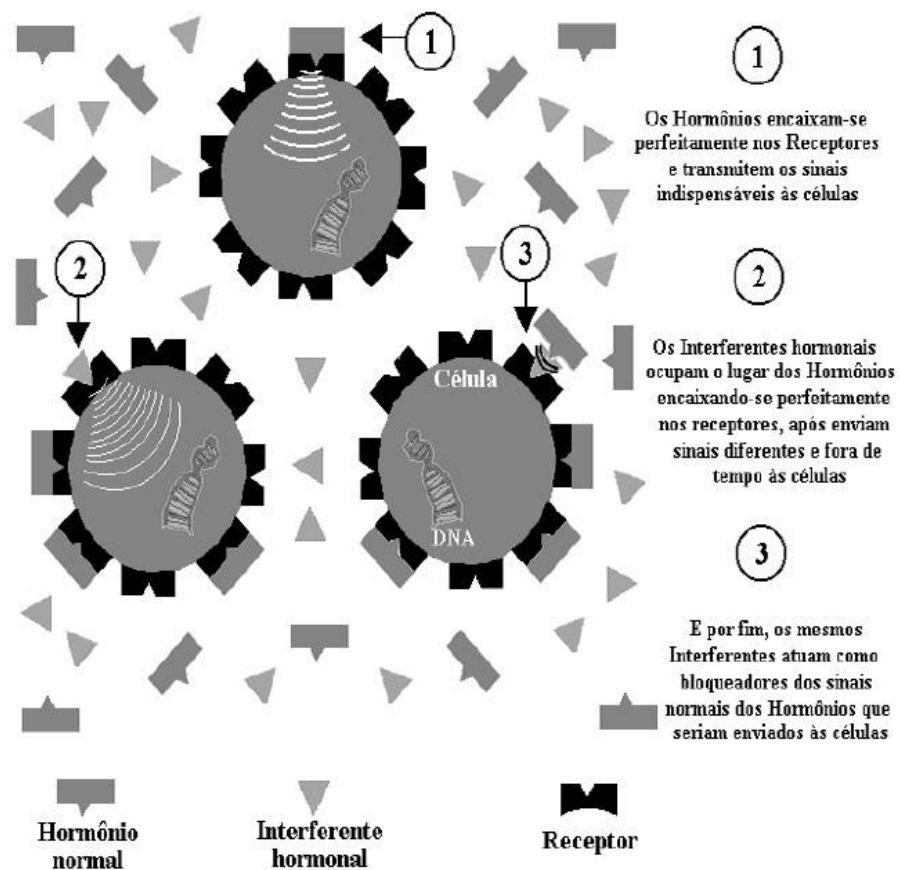 1
1
Os Hormônios encaixam-se
perfeitamente nos Receptores
e transmitem os sinais
indispensáveis às células
2
3
2
Os Interferentes hormonais
ocupam o lugar dos Hormônios
encaixando-se perfeitamente
nos receptores, após enviam
sinais diferentes e fora de
tempo às células
Célula
DNA
3
E por fim, os mesmos
Interferentes atuam como
bloqueadores dos sinais
normais dos Hormônios que
seriam enviados às células
Hormônio
normal
Interferente
hormonal
Receptor